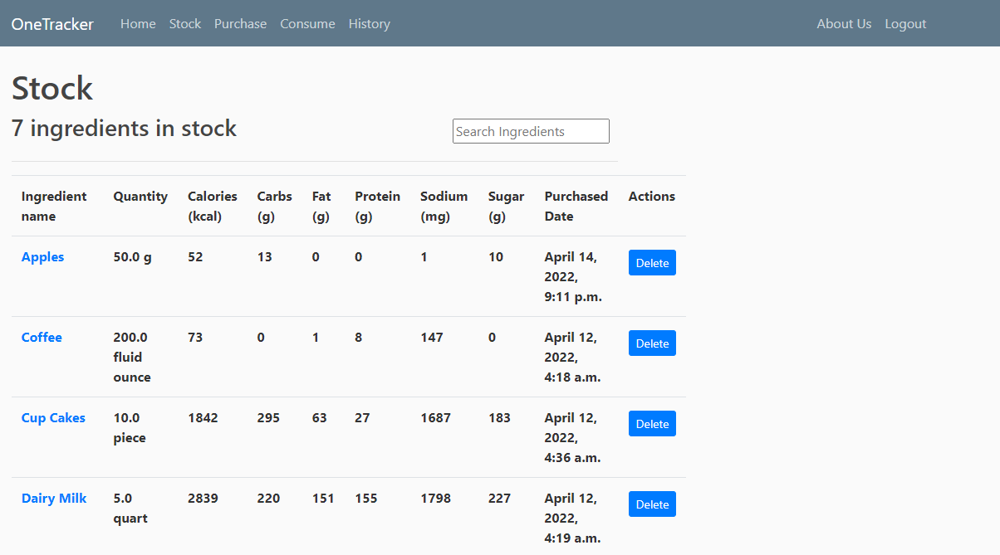 OneTracker Home Stock Purchase Consume History About Us Logout
Stock
7 ingredients in stock
Search Ingredients
Ingredient name Quantity Calories (kcal) Carbs (g) Fat (g) Protein (g) Sodium (mg) Sugar (g) Purchased Date Actions
Apples 50.0 g 52 13 0 0 1 10 April 14, 2022, 9:11 p.m. Delete
Coffee 200.0 fluid ounce 73 0 1 8 147 0 April 12, 2022, 4:18 a.m. Delete
Cup Cakes 10.0 piece 1842 295 63 27 1687 183 April 12, 2022, 4:36 a.m. Delete
Dairy Milk 5.0 quart 2839 220 151 155 1798 227 April 12, 2022, 4:19 a.m. Delete